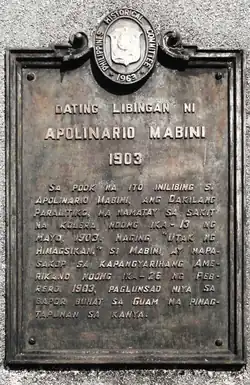 PHILIPPINES HISTORICAL COMMITTEE
1963
DATING LIBINGAN NI
APOLINARIO MABINI
1903
SA POOK NA ITO INILIBING SI
APOLINARIO MABINI, ANG DAKILANG
PARALITIKO, NA NAMATAY SA SAKIT
NA KOLERA NOONG IKA-13 NG
MAYO, 1903. NAGING "UTAK NG
HIMAGSIKAN," SI MABINI AY NAPA-
SAKOP SA KAPANGYARIHANG AME-
RIKANO NOONG IKA-26 NG PEB-
RERO, 1903, PAGLUNSAD NIYA SA
BAPOR BUHAT SA GUAM NA PINAG-
TAPUNAN SA KANYA.